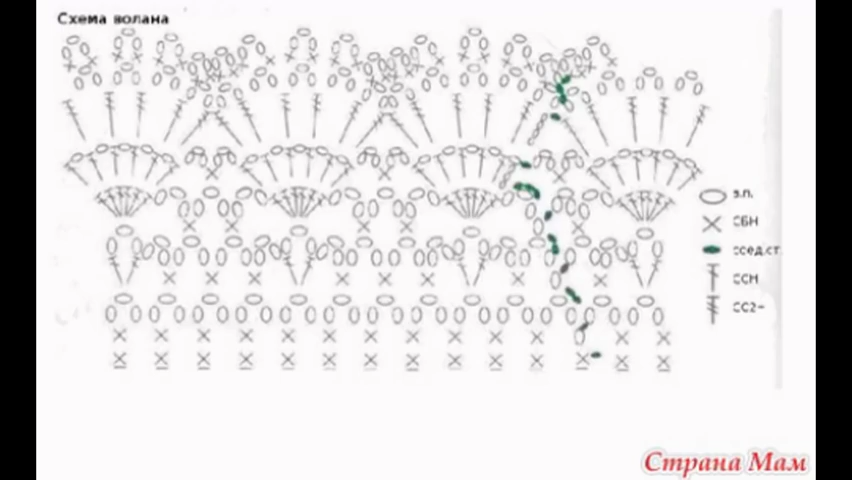 Схема волана
в.п.
СБН
ссед.ст.
ССН
СС2-
Страна Мам